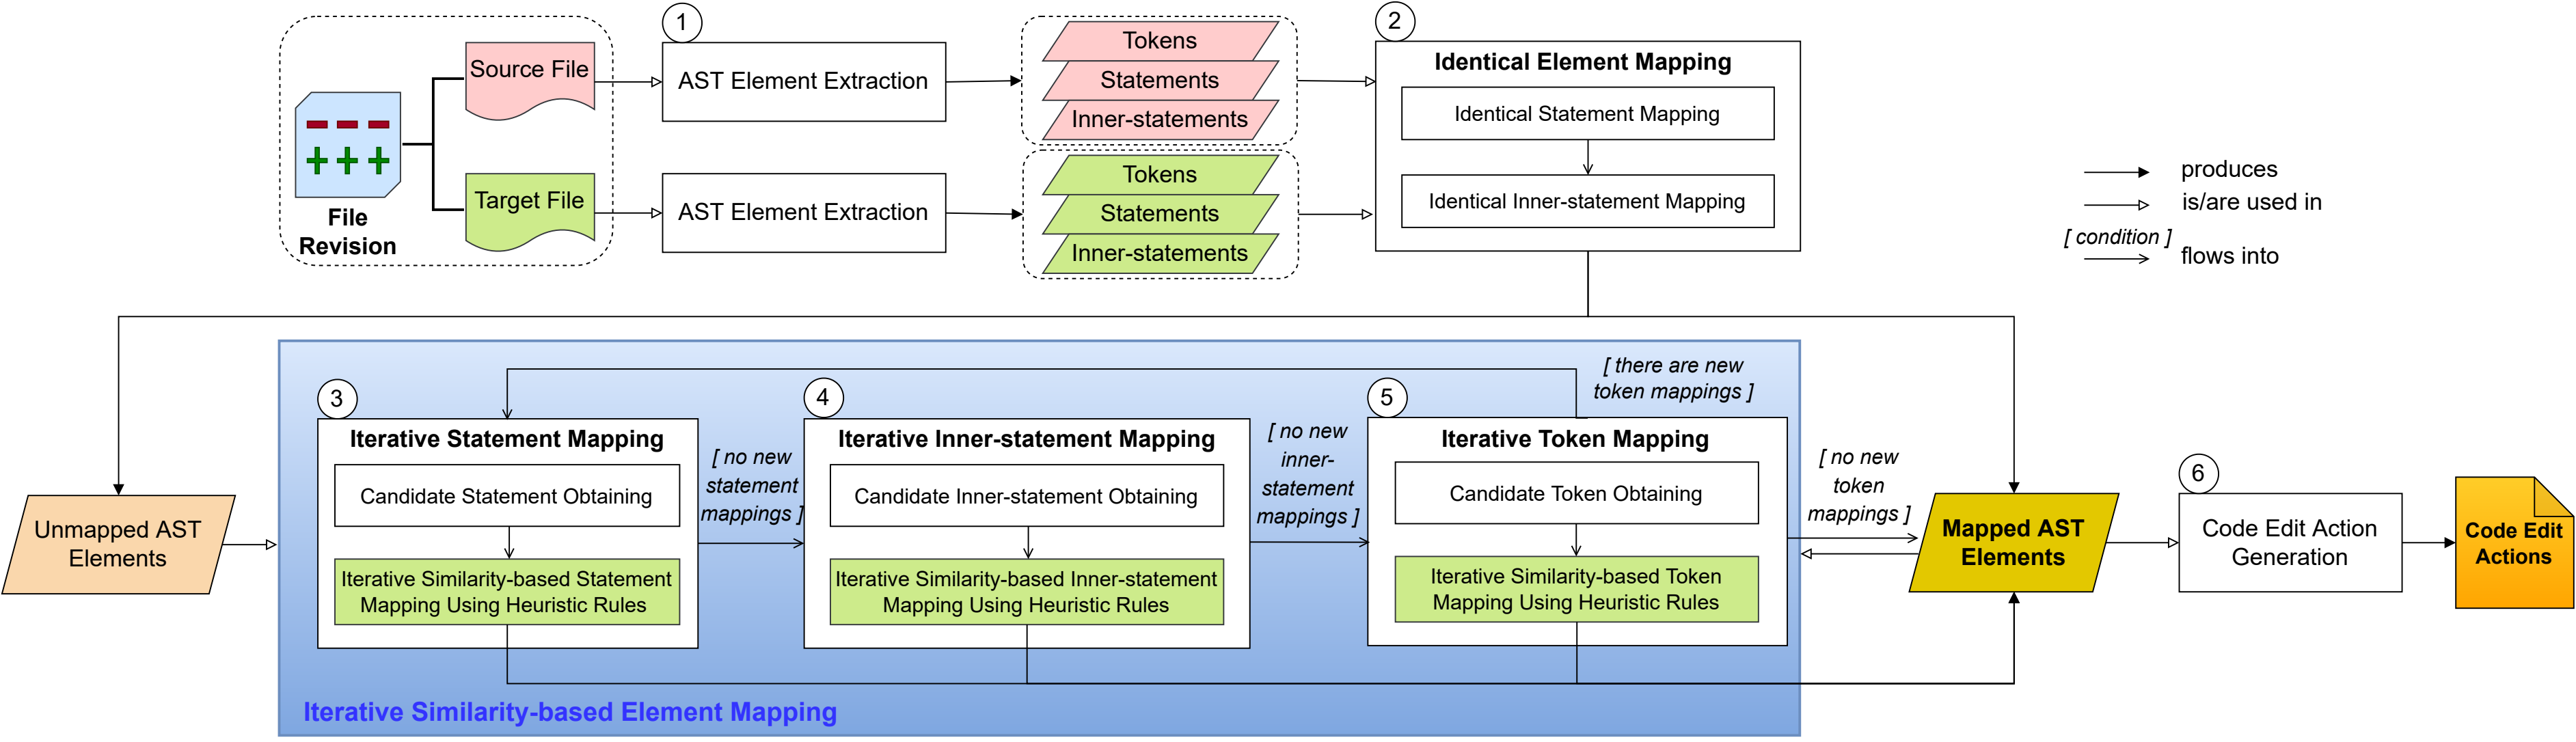 1
2
Source File
AST Element Extraction
Tokens
Statements
Inner-statements
Identical Element Mapping
Identical Statement Mapping
Identical Inner-statement Mapping
File
Revision
Target File
AST Element Extraction
Tokens
Statements
Inner-statements
produces
is/are used in
[ condition ]
flows into
[ there are new
token mappings ]
3
Iterative Statement Mapping
Candidate Statement Obtaining
Iterative Similarity-based Statement
Mapping Using Heuristic Rules
[ no new
statement
mappings ]
4
Iterative Inner-statement Mapping
Candidate Inner-statement Obtaining
Iterative Similarity-based Inner-statement
Mapping Using Heuristic Rules
[ no new
inner-
statement
mappings ]
5
Iterative Token Mapping
Candidate Token Obtaining
Iterative Similarity-based Token
Mapping Using Heuristic Rules
[ no new
token
mappings ]
Unmapped AST
Elements
Mapped AST
Elements
6
Code Edit Action
Generation
Code Edit
Actions
Iterative Similarity-based Element Mapping